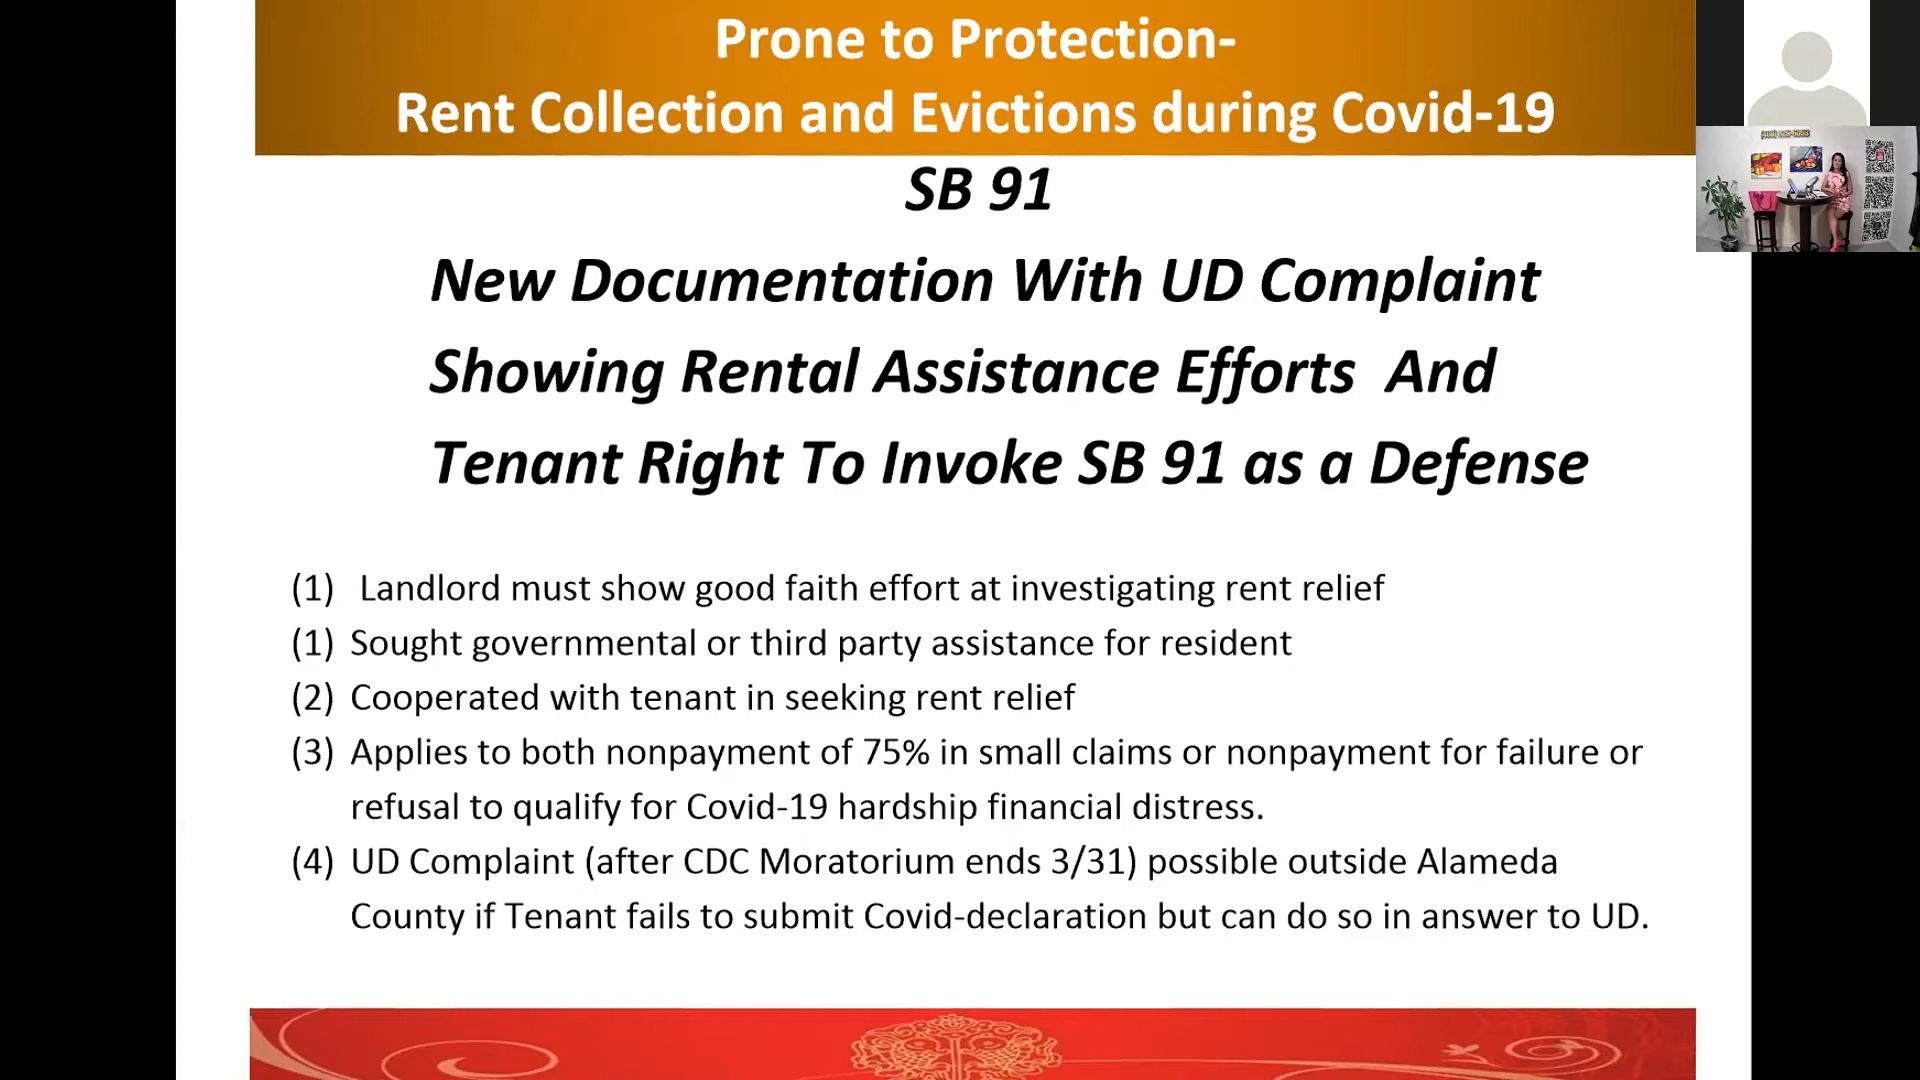 Prone to Protection-
Rent Collection and Evictions during Covid-19
SB 91
New Documentation With UD Complaint
Showing Rental Assistance Efforts And
Tenant Right To Invoke SB 91 as a Defense
(1) Landlord must show good faith effort at investigating rent relief
(1) Sought governmental or third party assistance for resident
(2) Cooperated with tenant in seeking rent relief
(3) Applies to both nonpayment of 75% in small claims or nonpayment for failure or
refusal to qualify for Covid-19 hardship financial distress.
(4) UD Complaint (after CDC Moratorium ends 3/31) possible outside Alameda
County if Tenant fails to submit Covid-declaration but can do so in answer to UD.